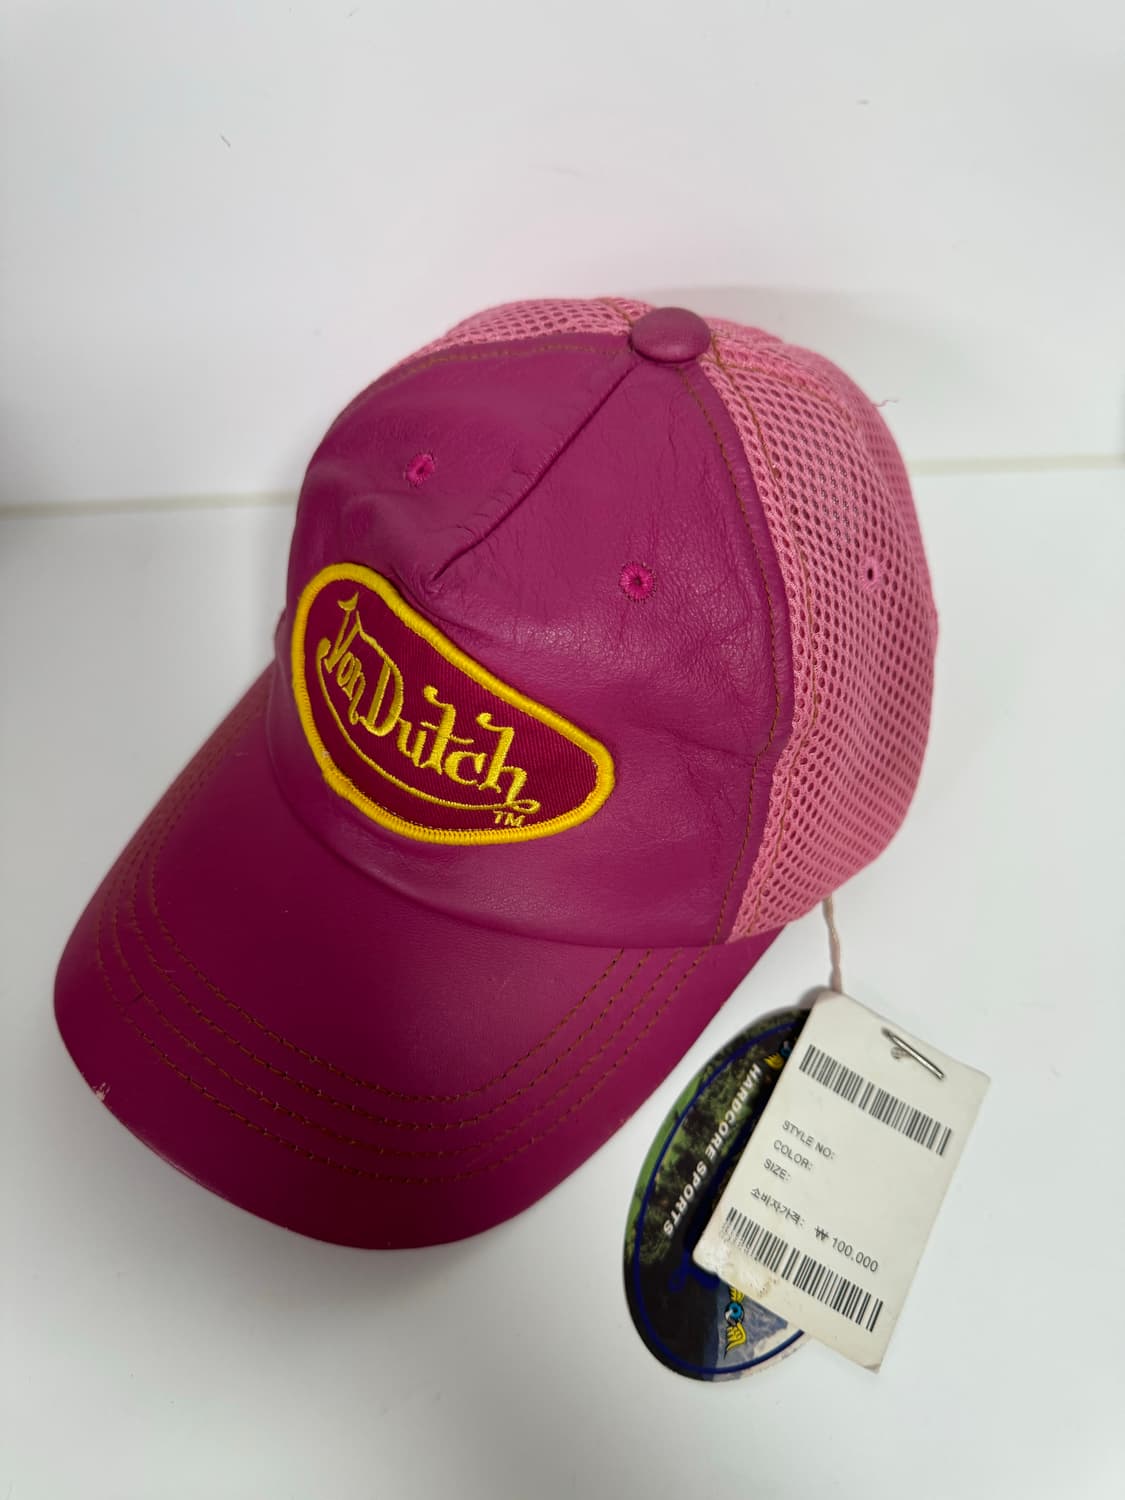 Von Dutch
TM
HARDCORE SPORTS
STYLE NO:
COLOR:
SIZE:
소비자가격: ₩ 100.000